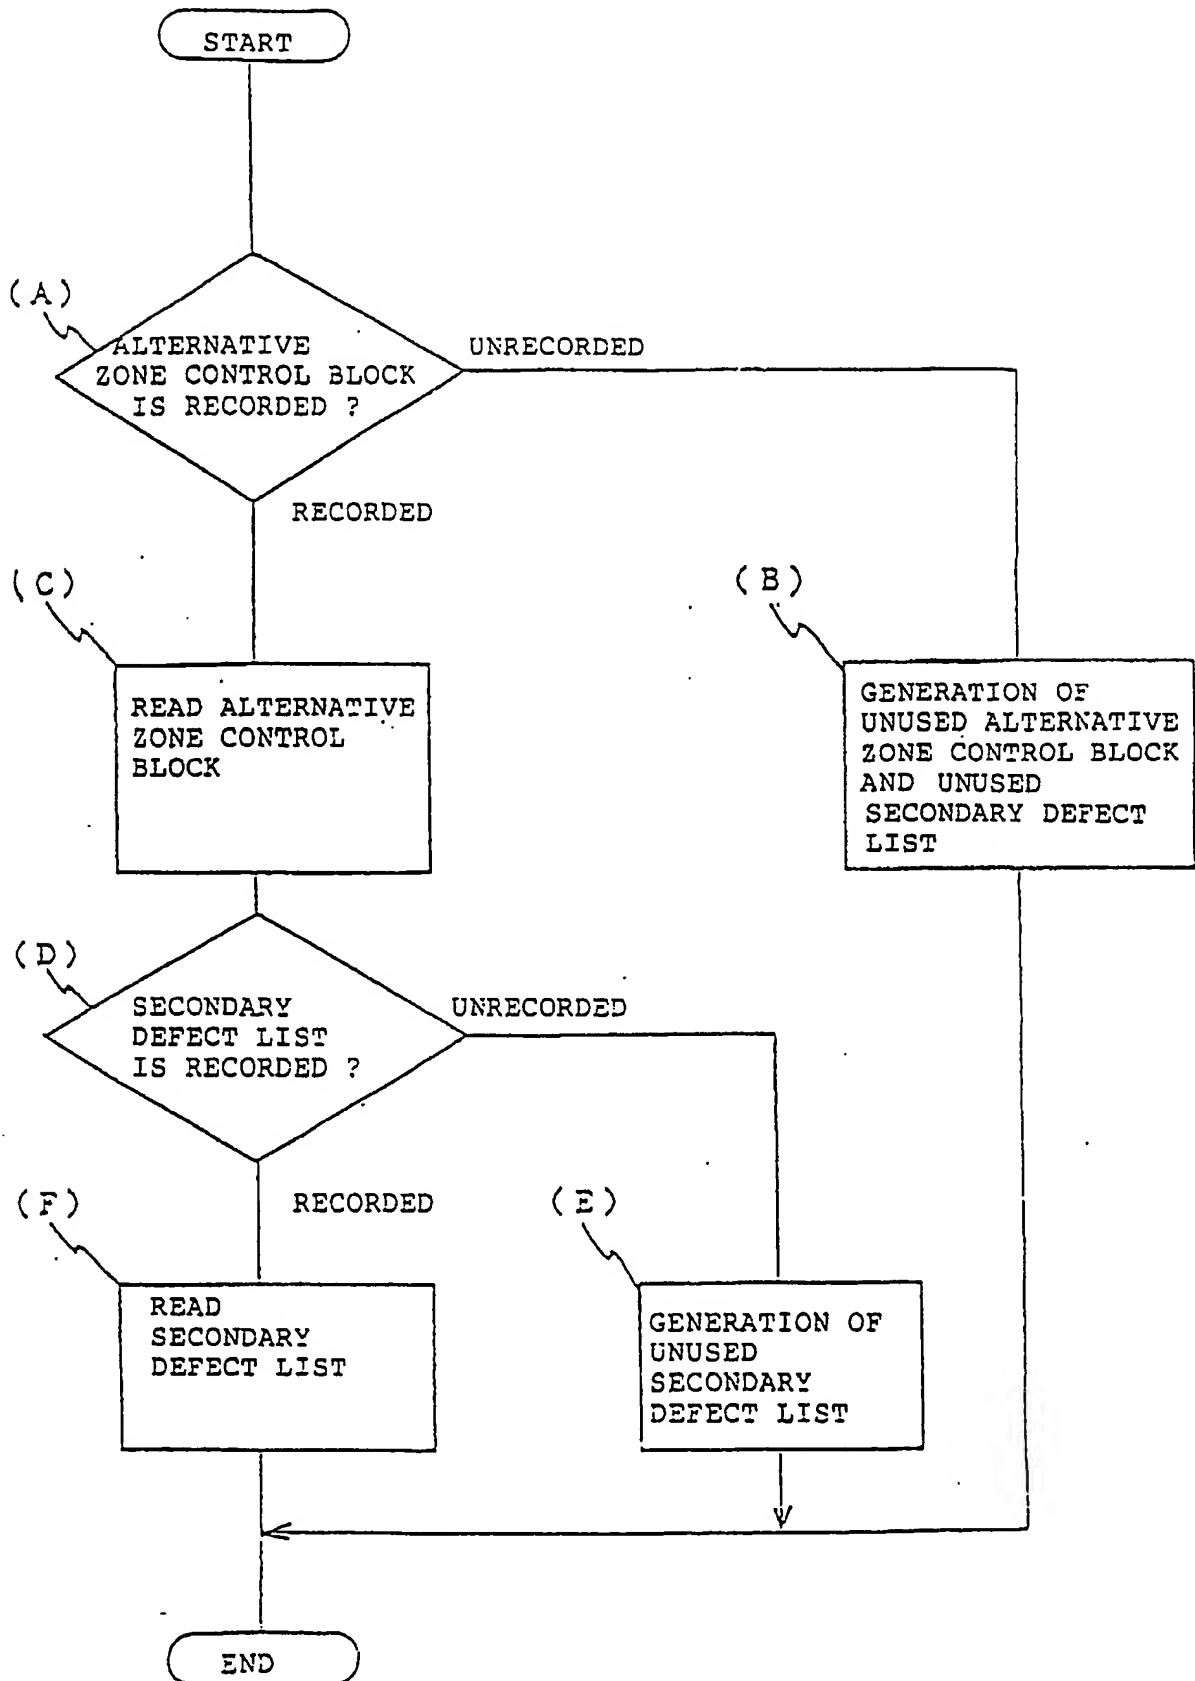 START
(A)
ALTERNATIVE
ZONE CONTROL BLOCK
IS RECORDED ?
UNRECORDED
RECORDED
(C)
(B)
READ ALTERNATIVE
ZONE CONTROL
BLOCK
GENERATION OF
UNUSED ALTERNATIVE
ZONE CONTROL BLOCK
AND UNUSED
SECONDARY DEFECT
LIST
(D)
SECONDARY
DEFECT LIST
IS RECORDED ?
UNRECORDED
RECORDED
(F)
(E)
READ
SECONDARY
DEFECT LIST
GENERATION OF
UNUSED
SECONDARY
DEFECT LIST
END